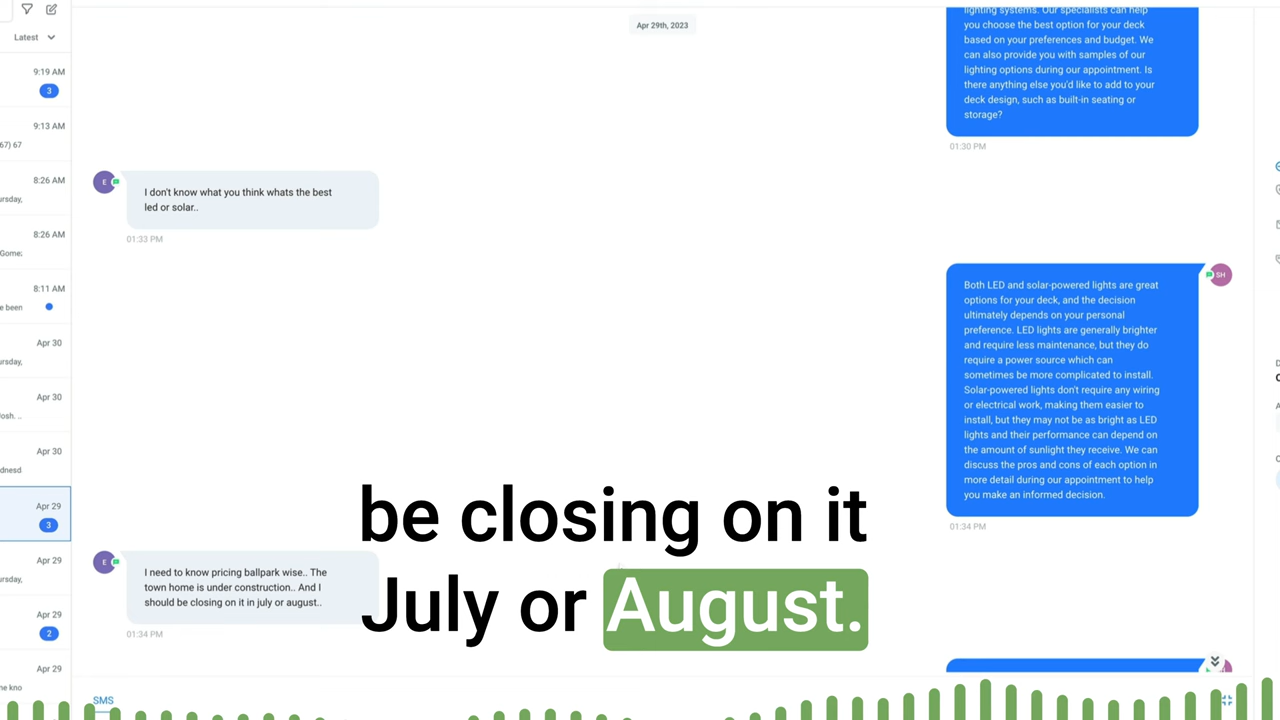 Latest
9:19 AM
3
9:13 AM
67) 67
8:26 AM
ursday,
8:26 AM
Gome;
8:11 AM
e been
Apr 30
ursday,
Apr 30
Josh. ..
Apr 30
dnesd
Apr 29
3
Apr 29
ursday,
Apr 29
2
Apr 29
he kno
Apr 29th, 2023
lighting systems. Our specialists can help
you choose the best option for your deck
based on your preferences and budget. We
can also provide you with samples of our
lighting options during our appointment. Is
there anything else you'd like to add to your
deck design, such as built-in seating or
storage?
01:30 PM
E
I don't know what you think whats the best
led or solar..
01:33 PM
SH
Both LED and solar-powered lights are great
options for your deck, and the decision
ultimately depends on your personal
preference. LED lights are generally brighter
and require less maintenance, but they do
require a power source which can
sometimes be more complicated to install.
Solar-powered lights don't require any wiring
or electrical work, making them easier to
install, but they may not be as bright as LED
lights and their performance can depend on
the amount of sunlight they receive. We can
discuss the pros and cons of each option in
more detail during our appointment to help
you make an informed decision.
01:34 PM
E
I need to know pricing ballpark wise.. The
town home is under construction.. And I
should be closing on it in july or august..
01:34 PM
be closing on it
July or August.
SMS